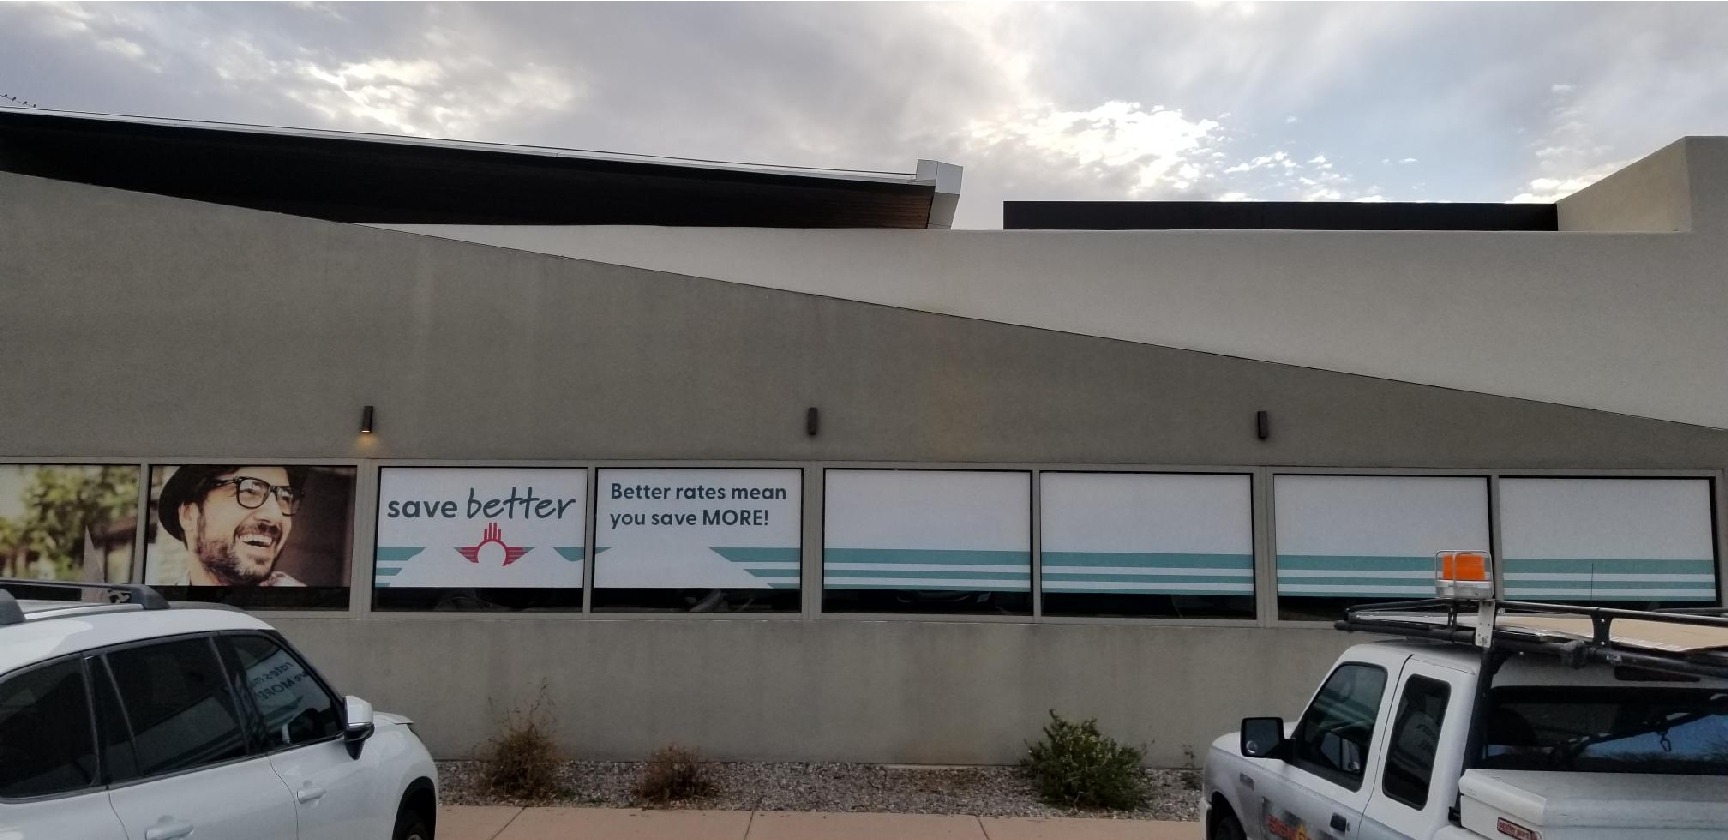 save better
Better rates mean
you save MORE!